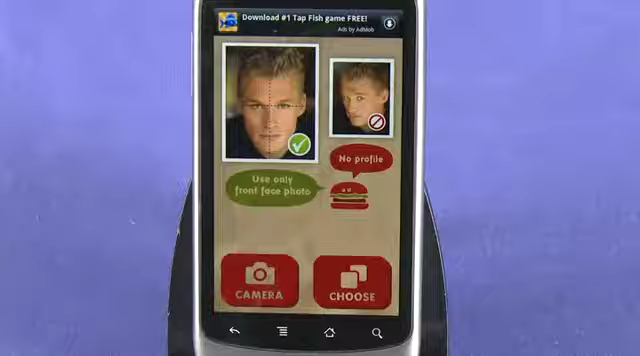 Download #1 Tap Fish game FREE!
Ads by AdMob
No profile
Use only
front face photo
CAMERA
CHOOSE